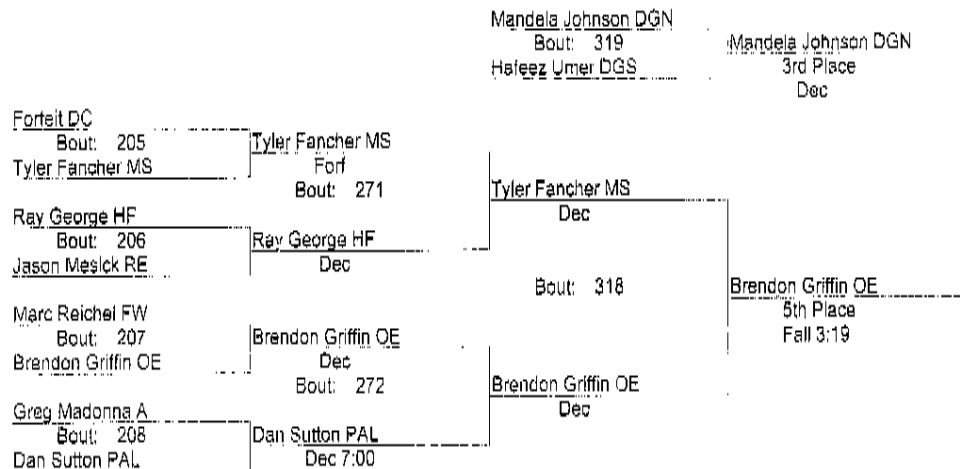 Mandela Johnson DGN
Bout: 319
Hafeez Umer DGS
Mandela Johnson DGN
3rd Place
Dec
Forfeit DC
Bout: 205
Tyler Fancher MS
Tyler Fancher MS
Forf
Bout: 271
Ray George HF
Bout: 206
Jason Mesick RE
Ray George HF
Dec
Tyler Fancher MS
Dec
Bout: 318
Marc Reichel FW
Bout: 207
Brendon Griffin OE
Brendon Griffin OE
Dec
Bout: 272
Greg Madonna A
Bout: 208
Dan Sutton PAL
Dan Sutton PAL
Dec 7:00
Brendon Griffin OE
Dec
Brendon Griffin OE
5th Place
Fall 3:19